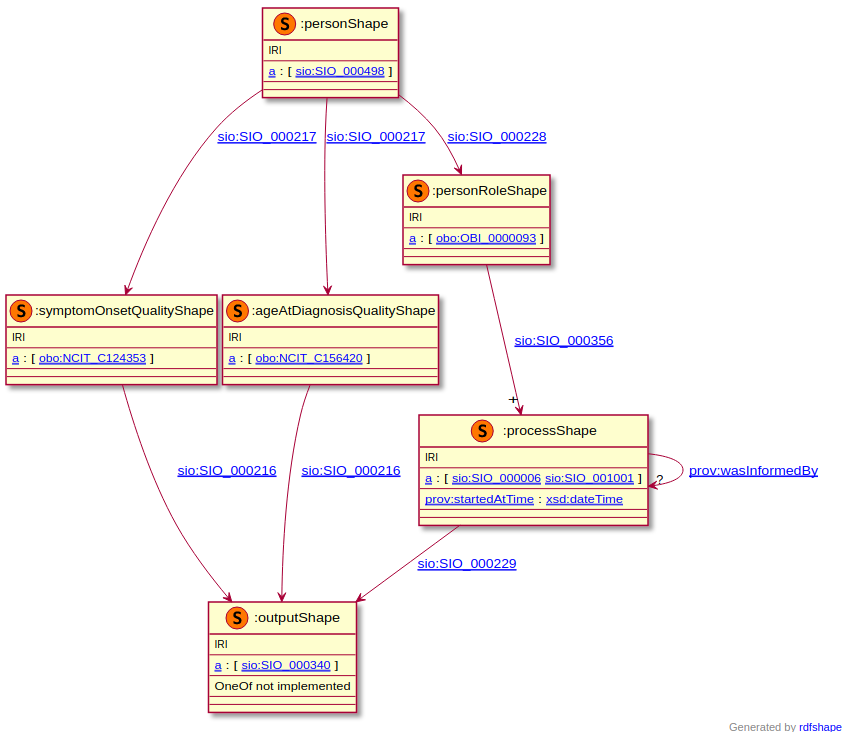 S :personShape
IRI
a : [ sio:SIO_000498 ]
sio:SIO_000217
sio:SIO_000217
sio:SIO_000228
S :personRoleShape
IRI
a : [ obo:OBI_0000093 ]
S :symptomOnsetQualityShape
IRI
a : [ obo:NCIT_C124353 ]
S :ageAtDiagnosisQualityShape
IRI
a : [ obo:NCIT_C156420 ]
sio:SIO_000356
+
S :processShape
IRI
a : [ sio:SIO_000006 sio:SIO_001001 ]
prov:startedAtTime : xsd:dateTime
?
prov:wasInformedBy
sio:SIO_000216
sio:SIO_000216
sio:SIO_000229
S :outputShape
IRI
a : [ sio:SIO_000340 ]
OneOf not implemented
Generated by rdfshape